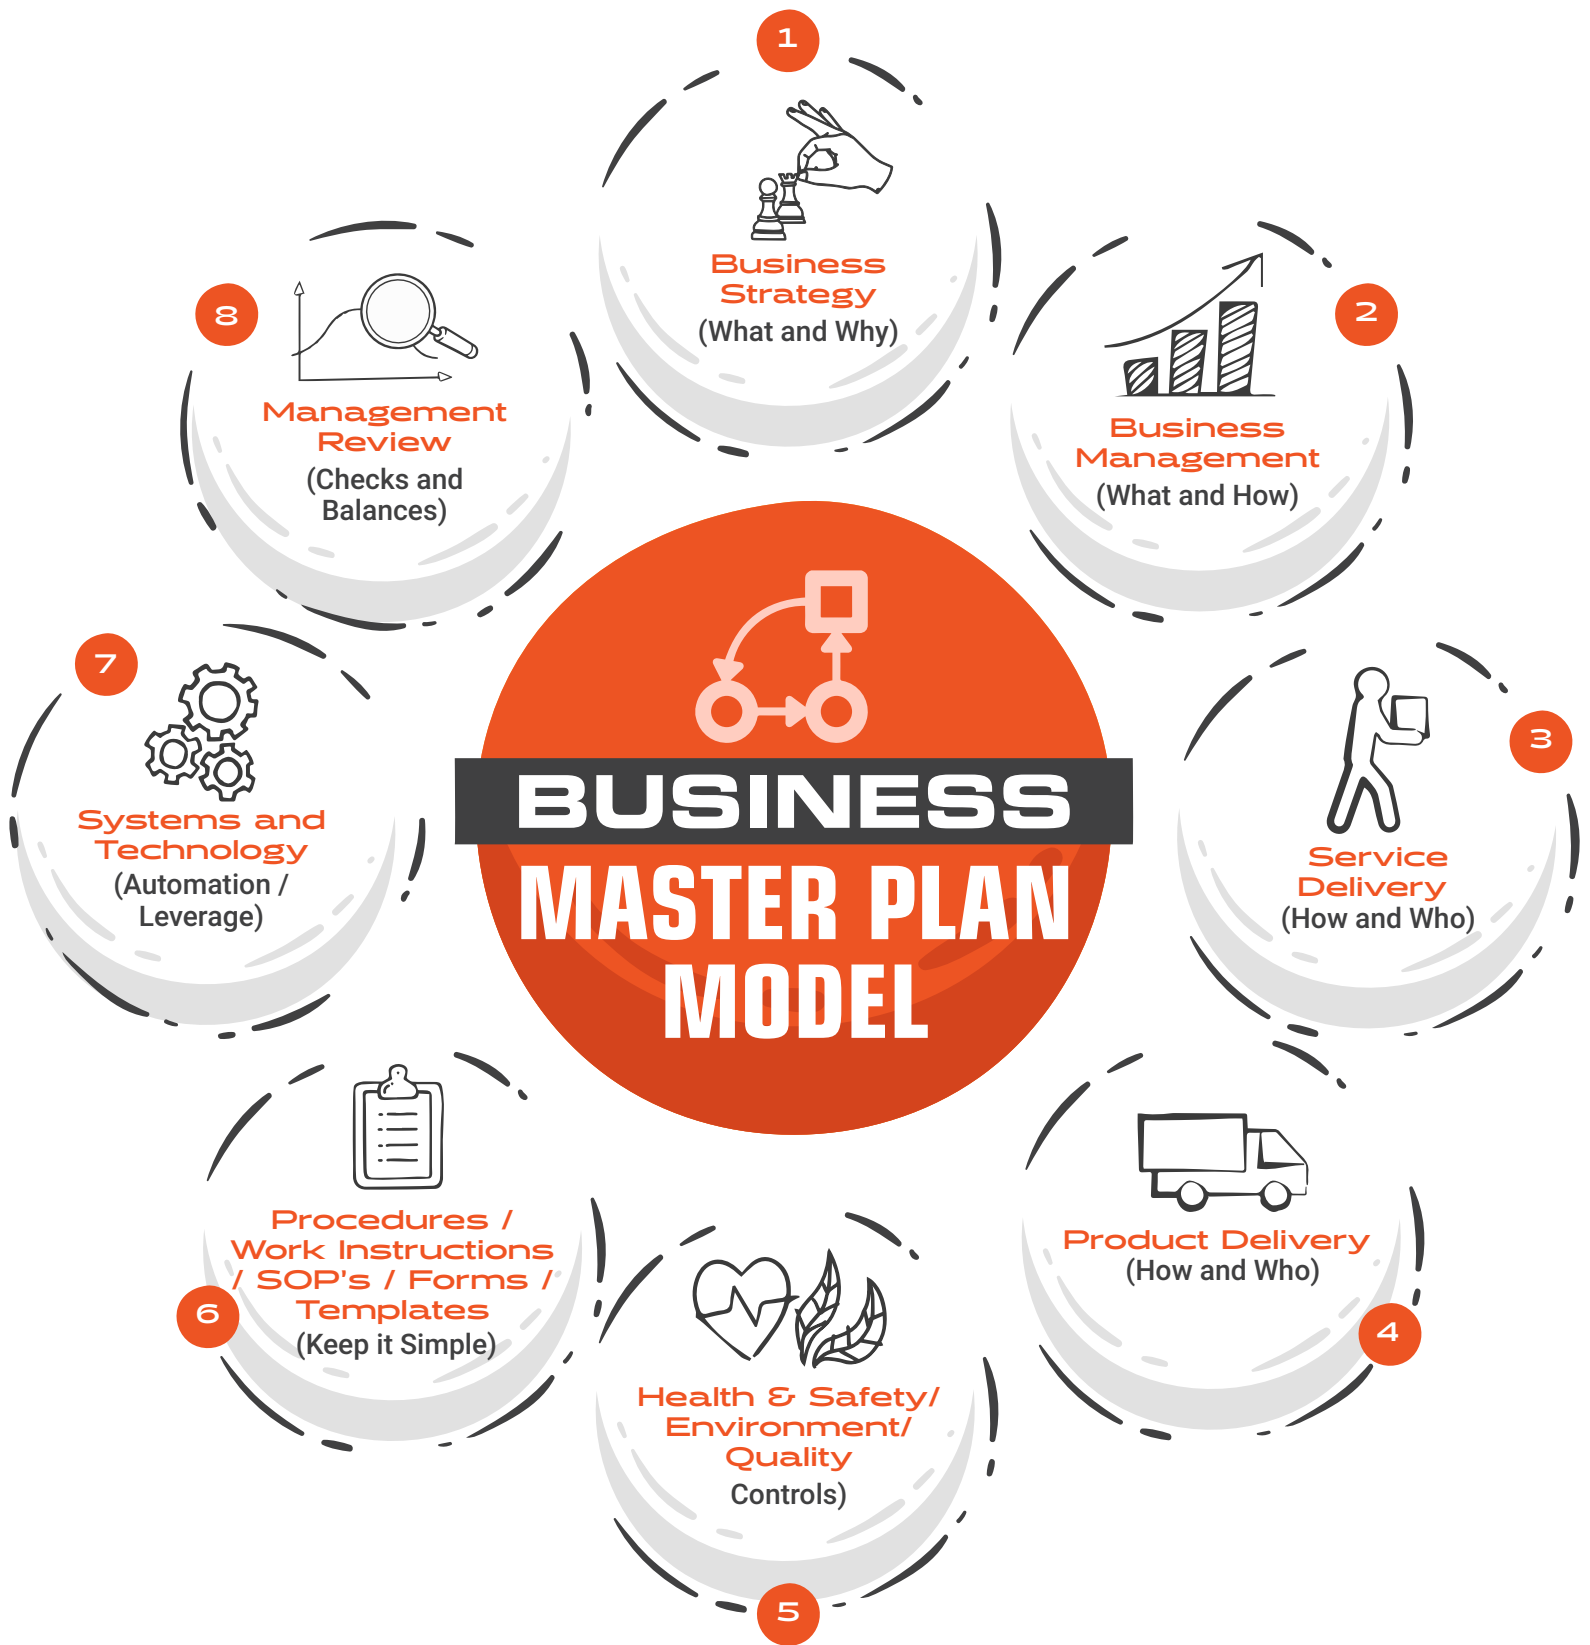 1
Business
Strategy
(What and Why)
2
Business
Management
(What and How)
3
Service
Delivery
(How and Who)
4
Product Delivery
(How and Who)
5
Health & Safety/
Environment/
Quality
Controls)
6
Procedures /
Work Instructions
/ SOP's / Forms /
Templates
(Keep it Simple)
7
Systems and
Technology
(Automation /
Leverage)
8
Management
Review
(Checks and
Balances)
BUSINESS
MASTER PLAN
MODEL